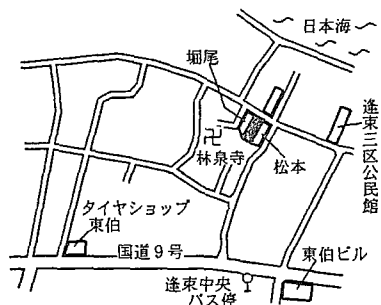 日本海
堀尾
逢束三区公民館
林泉寺
松本
タイヤショップ
東伯
国道9号
東伯ビル
逢束中央
バス停